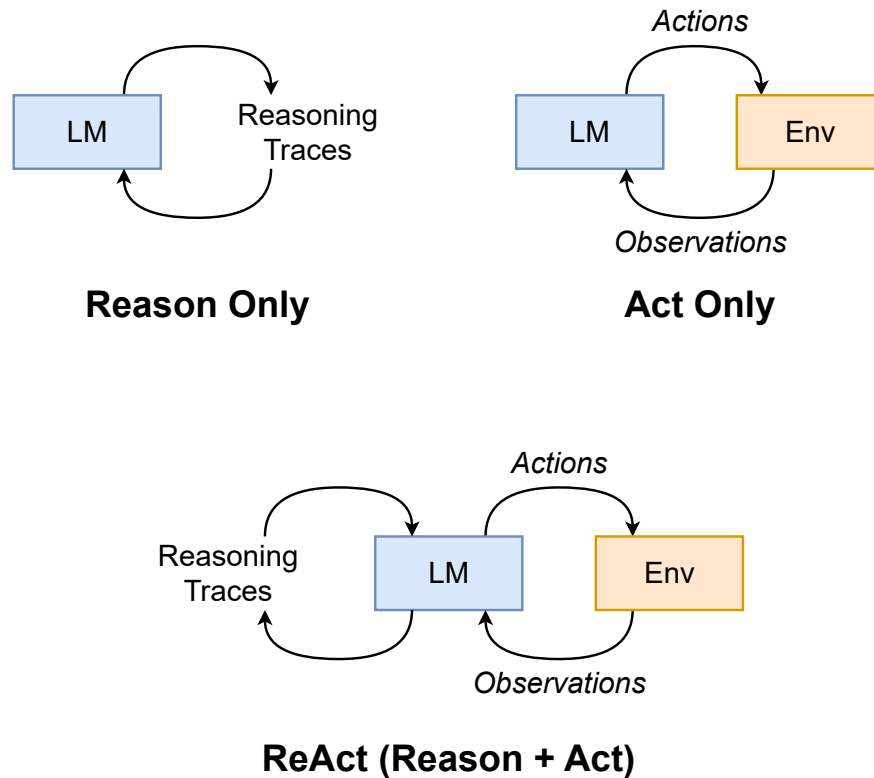 Actions
LM
Reasoning
Traces
LM
Env
Observations
Reason Only
Act Only
Actions
Reasoning
Traces
LM
Env
Observations
ReAct (Reason + Act)